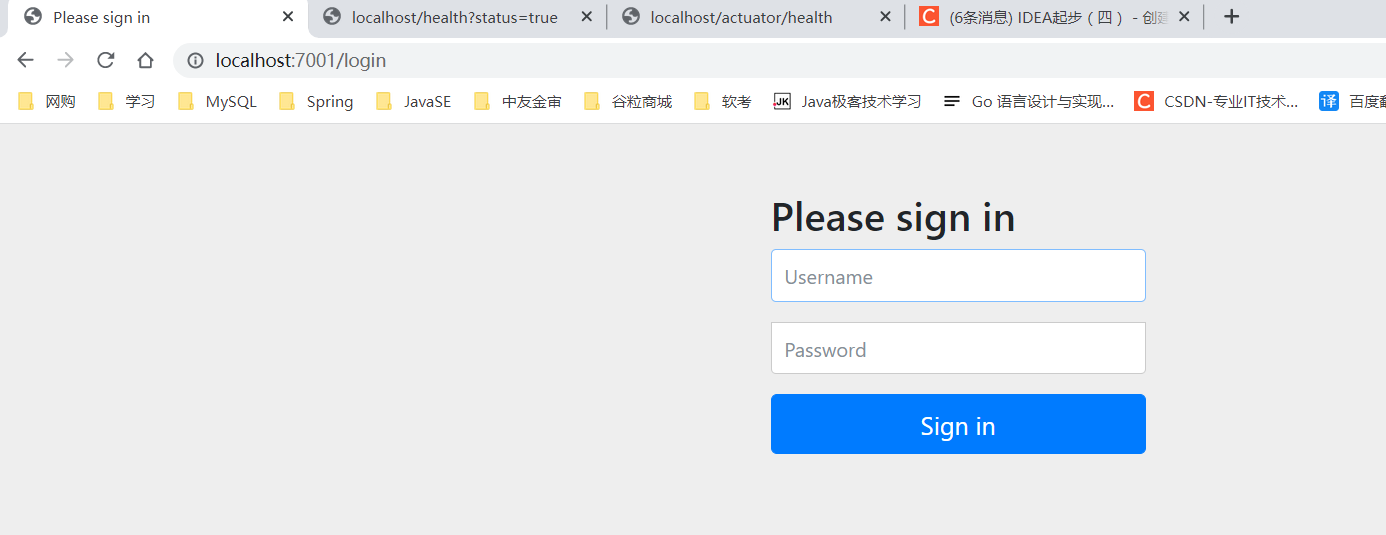 Please sign in localhost/health?status=true localhost/actuator/health (6条消息) IDEA起步（四） - 创建
localhost:7001/login
网购 学习 MySQL Spring JavaSE 中友金审 谷粒商城 软考 JK Java极客技术学习 Go 语言设计与实现... C CSDN-专业IT技术... 译 百度翻
Please sign in
Username
Password
Sign in